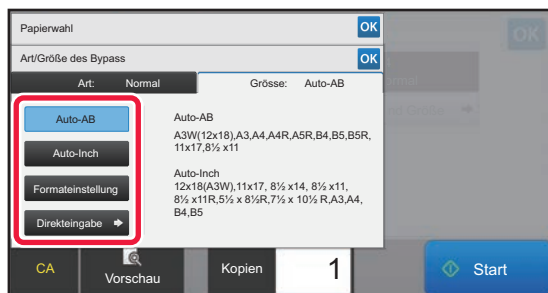 Papierwahl
OK
Art/Größe des Bypass
OK
Art: Normal
Grösse: Auto-AB
Auto-AB
Auto-Inch
Formateinstellung
Direkteingabe
Auto-AB
A3W(12x18),A3,A4,A4R,A5R,B4,B5,B5R,
11x17,8½ x11
Auto-Inch
12x18(A3W),11x17, 8½ x14, 8½ x11,
8½ x11R,5½ x 8½R,7½ x 10½ R,A3,A4,
B4,B5
OK
CA
Vorschau
Kopien
1
Start